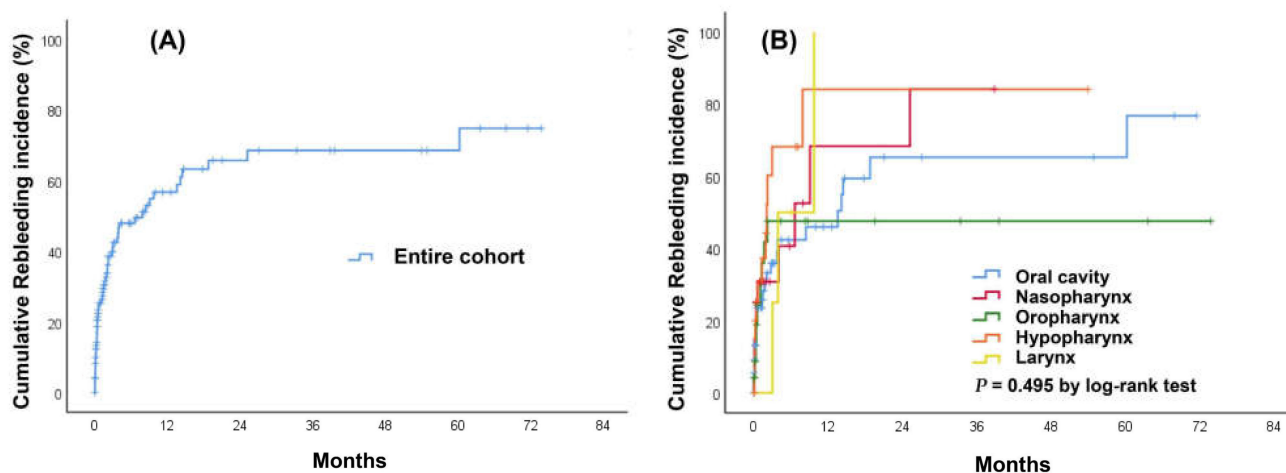 (A)
Cumulative Rebleeding incidence (%)
100
80
60
40
20
0
Entire cohort
0 12 24 36 48 60 72 84
Months
(B)
Cumulative Rebleeding incidence (%)
100
80
60
40
20
0
Oral cavity
Nasopharynx
Oropharynx
Hypopharynx
Larynx
P = 0.495 by log-rank test
0 12 24 36 48 60 72 84
Months